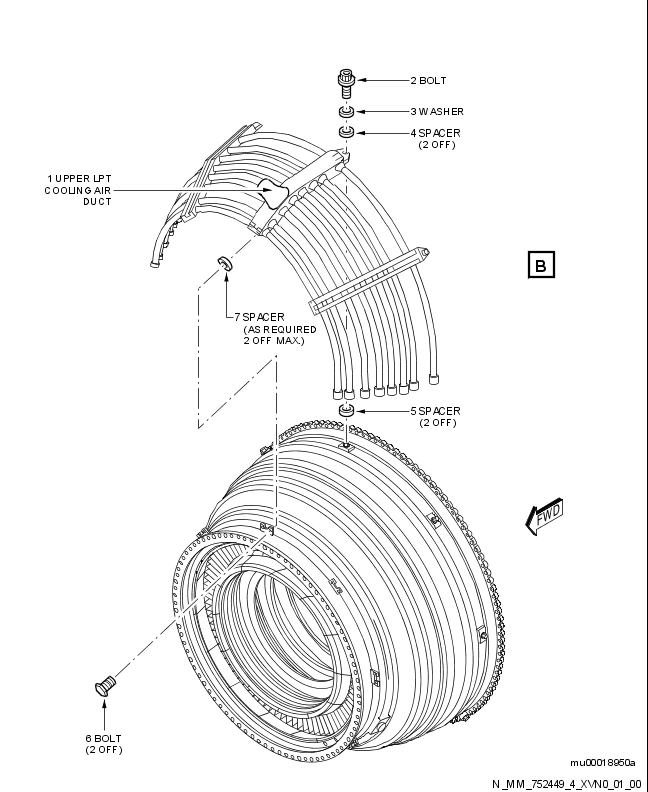 2 BOLT
3 WASHER
4 SPACER
(2 OFF)
1 UPPER LPT
COOLING AIR
DUCT
B
7 SPACER
(AS REQUIRED
2 OFF MAX.)
5 SPACER
(2 OFF)
FWD
6 BOLT
(2 OFF)
mu00018950a
N_MM_752449_4_XVN0_01_00